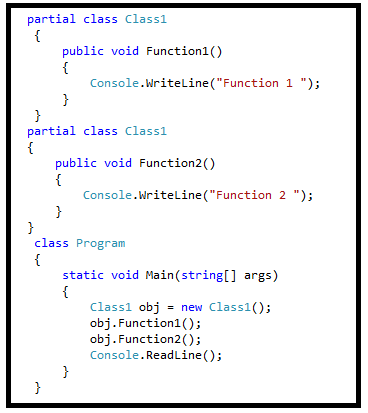 partial class Class1
{
public void Function1()
{
Console.WriteLine("Function 1 ");
}
}
partial class Class1
{
public void Function2()
{
Console.WriteLine("Function 2 ");
}
}
class Program
{
static void Main(string[] args)
{
Class1 obj = new Class1();
obj.Function1();
obj.Function2();
Console.ReadLine();
}
}